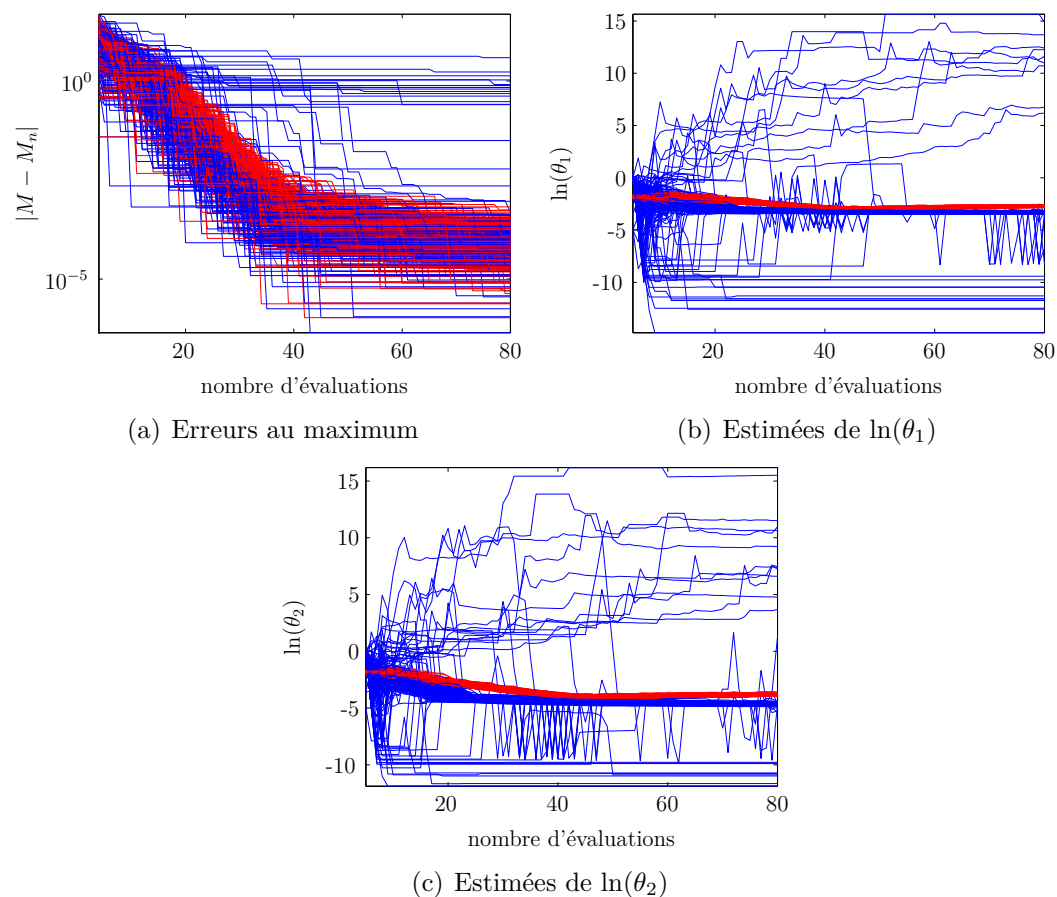 10^0
10^{-5}
|M − M_n|
20
40
60
80
nombre d'évaluations
(a) Erreurs au maximum
15
10
5
0
-5
-10
ln(θ_1)
20
40
60
80
nombre d'évaluations
(b) Estimées de ln(θ_1)
15
10
5
0
-5
-10
ln(θ_2)
20
40
60
80
nombre d'évaluations
(c) Estimées de ln(θ_2)